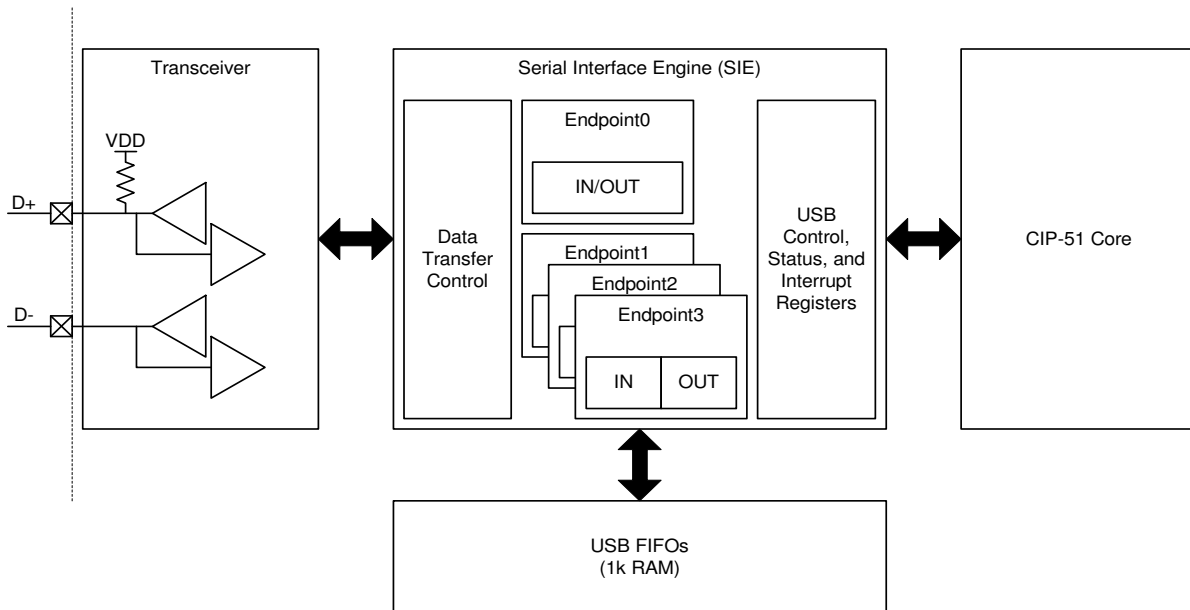 Transceiver
VDD
D+
D-
Serial Interface Engine (SIE)
Data
Transfer
Control
Endpoint0
IN/OUT
Endpoint1
Endpoint2
Endpoint3
IN
OUT
USB
Control,
Status, and
Interrupt
Registers
CIP-51 Core
USB FIFOs
(1k RAM)